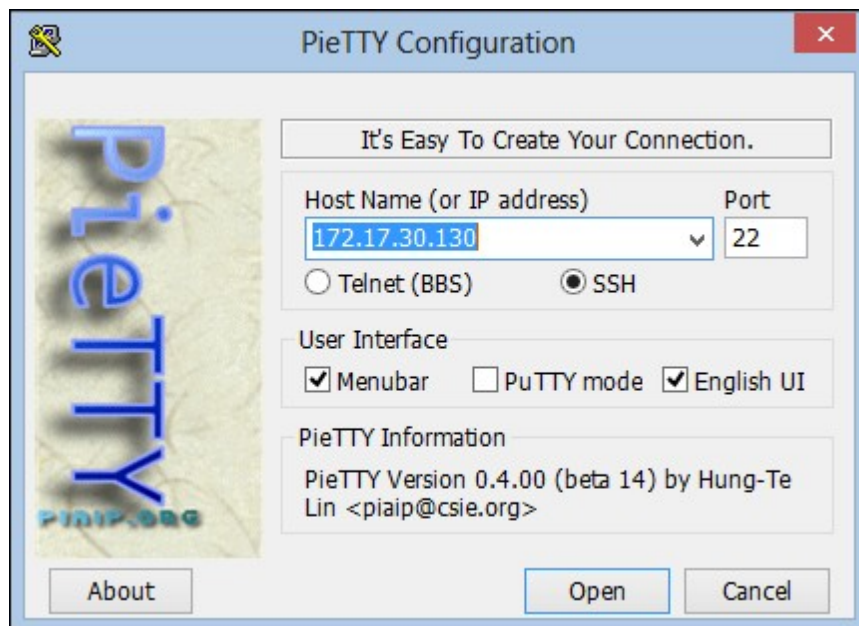 PieTTY Configuration
PieTTY
PIAIP.ORG
It's Easy To Create Your Connection.
Host Name (or IP address)
Port
172.17.30.130
22
Telnet (BBS)
SSH
User Interface
Menubar
PuTTY mode
English UI
PieTTY Information
PieTTY Version 0.4.00 (beta 14) by Hung-Te
Lin <piaip@csie.org>
About
Open
Cancel